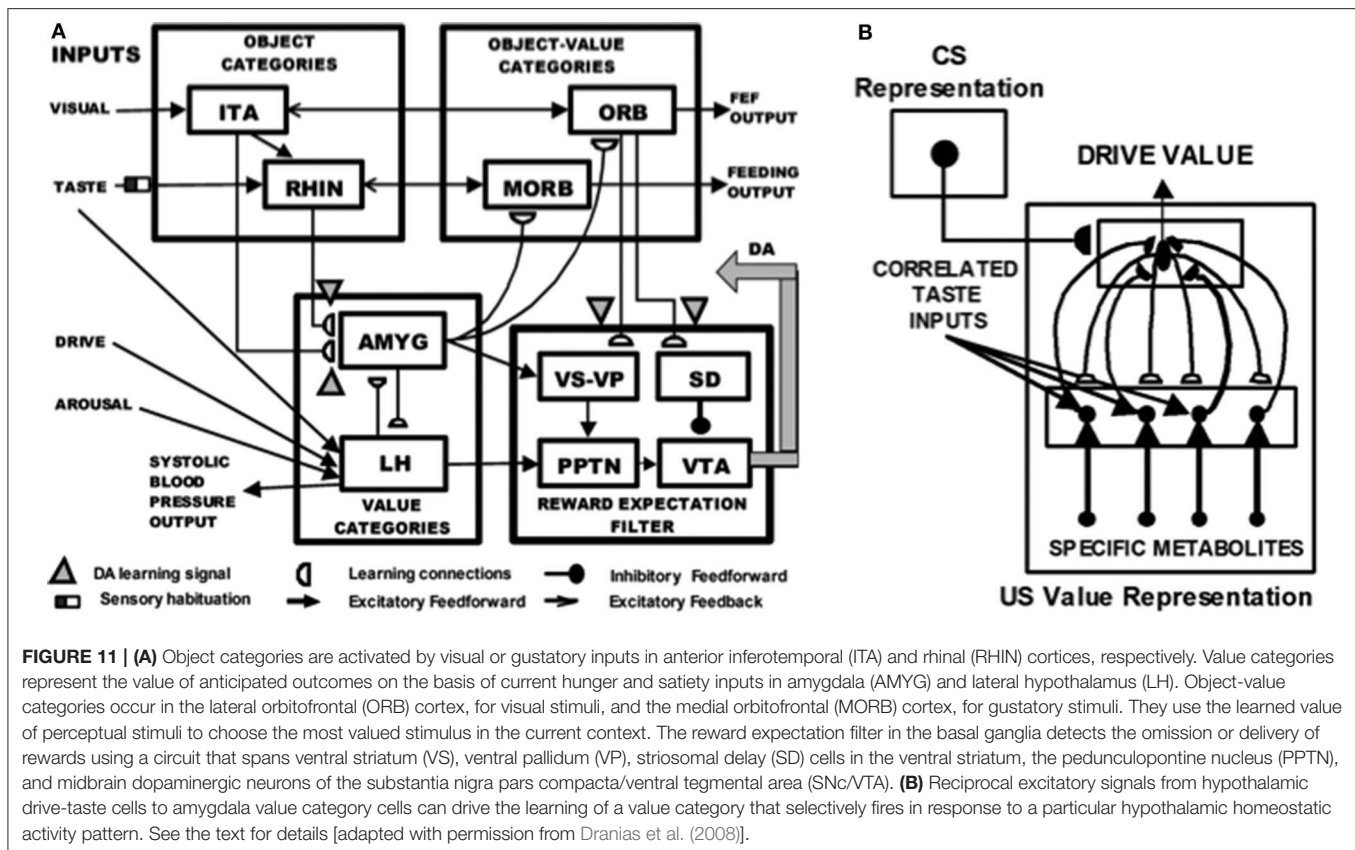 A
INPUTS
OBJECT
CATEGORIES
OBJECT-VALUE
CATEGORIES
VISUAL
ITA
ORB
FEF
OUTPUT
TASTE
RHIN
MORB
FEEDING
OUTPUT
DA
DRIVE
AROUSAL
AMYG
VS-VP
SD
SYSTOLIC
BLOOD
PRESSURE
OUTPUT
LH
PPTN
VTA
VALUE
CATEGORIES
REWARD EXPECTATION
FILTER
DA learning signal
Learning connections
Inhibitory Feedforward
Sensory habituation
Excitatory Feedforward
Excitatory Feedback
B
CS
Representation
DRIVE VALUE
CORRELATED
TASTE
INPUTS
SPECIFIC METABOLITES
US Value Representation
FIGURE 11 | (A) Object categories are activated by visual or gustatory inputs in anterior inferotemporal (ITA) and rhinal (RHIN) cortices, respectively. Value categories
represent the value of anticipated outcomes on the basis of current hunger and satiety inputs in amygdala (AMYG) and lateral hypothalamus (LH). Object-value
categories occur in the lateral orbitofrontal (ORB) cortex, for visual stimuli, and the medial orbitofrontal (MORB) cortex, for gustatory stimuli. They use the learned value
of perceptual stimuli to choose the most valued stimulus in the current context. The reward expectation filter in the basal ganglia detects the omission or delivery of
rewards using a circuit that spans ventral striatum (VS), ventral pallidum (VP), striosomal delay (SD) cells in the ventral striatum, the pedunculopontine nucleus (PPTN),
and midbrain dopaminergic neurons of the substantia nigra pars compacta/ventral tegmental area (SNc/VTA). (B) Reciprocal excitatory signals from hypothalamic
drive-taste cells to amygdala value category cells can drive the learning of a value category that selectively fires in response to a particular hypothalamic homeostatic
activity pattern. See the text for details [adapted with permission from Dranias et al. (2008)].